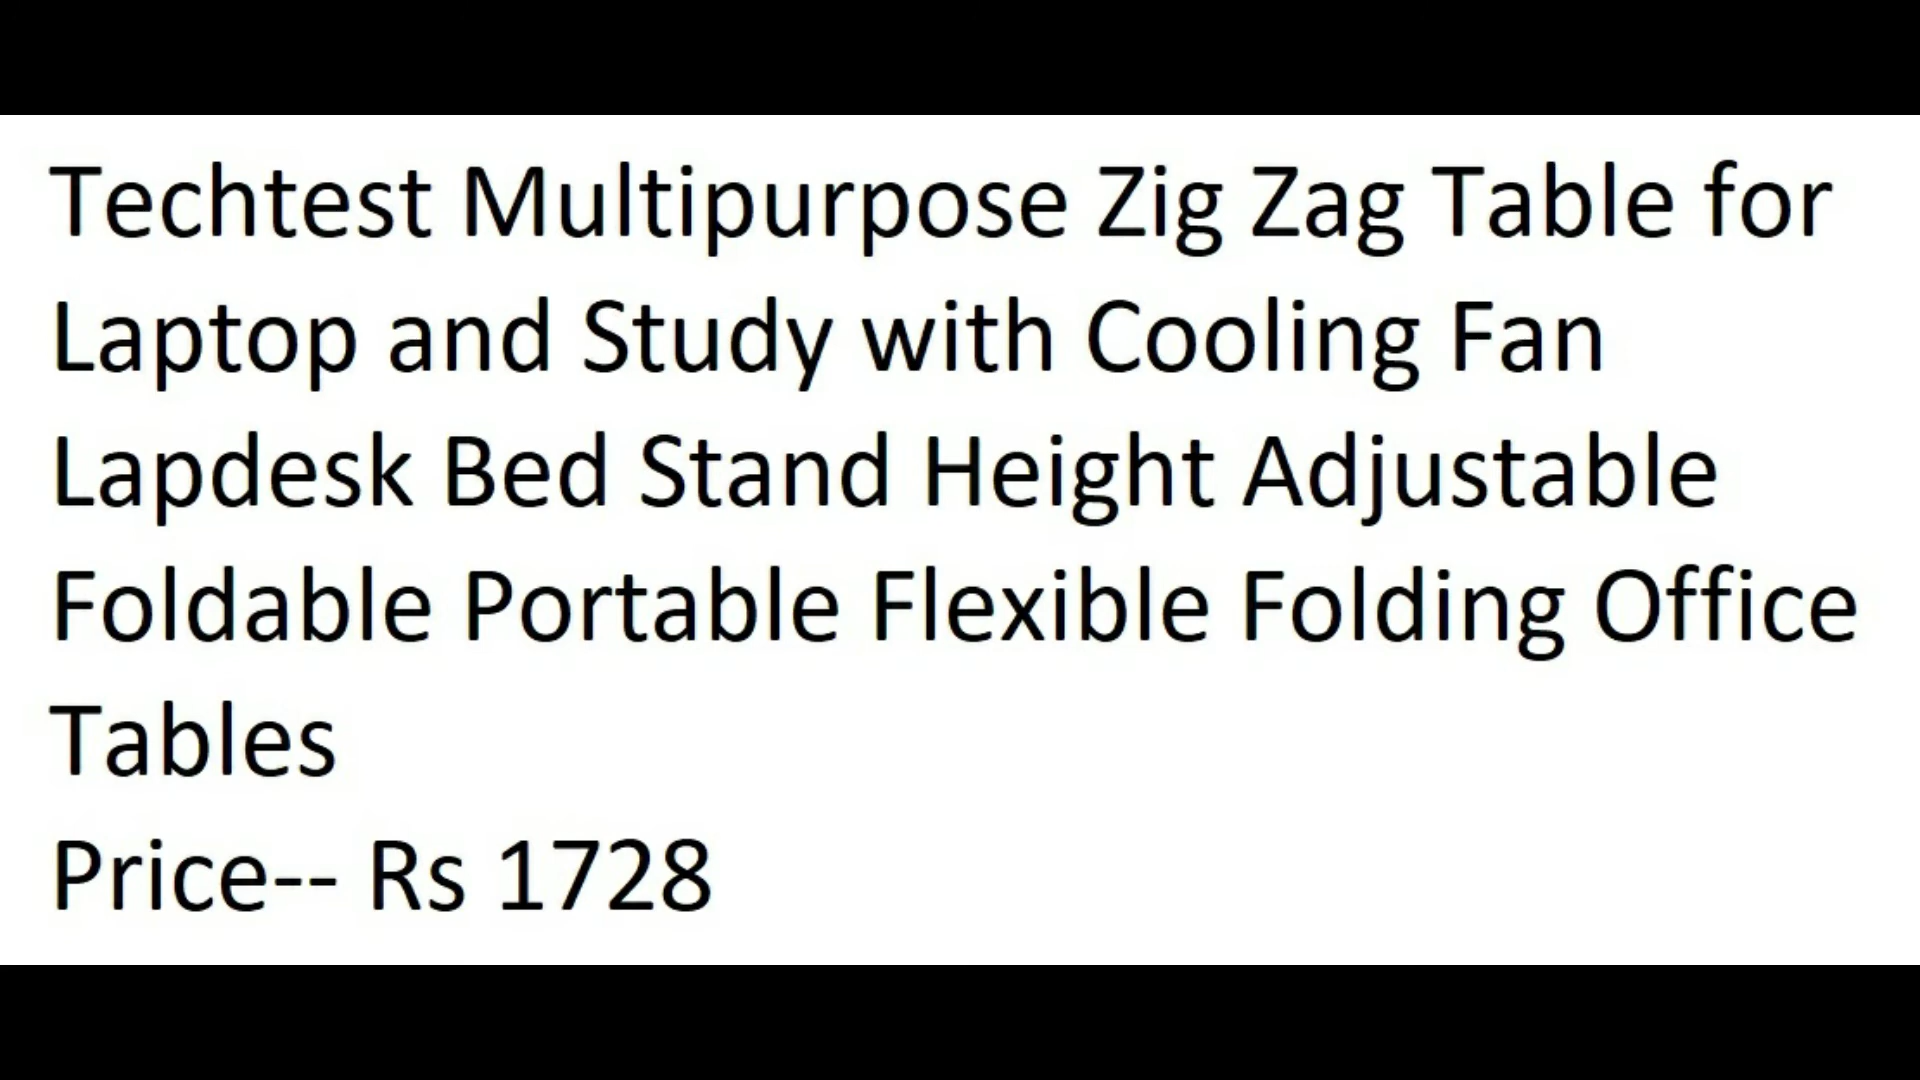 Techtest Multipurpose Zig Zag Table for
Laptop and Study with Cooling Fan
Lapdesk Bed Stand Height Adjustable
Foldable Portable Flexible Folding Office
Tables
Price-- Rs 1728